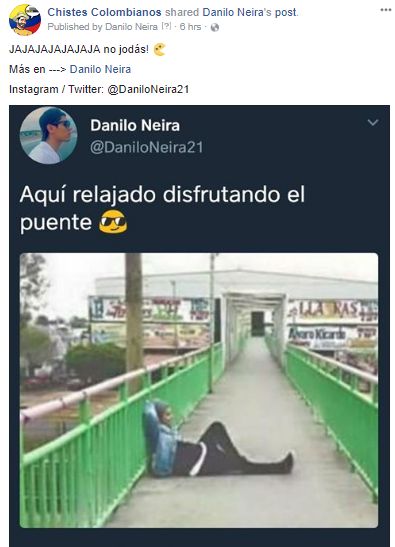 Chistes Colombianos shared Danilo Neira's post.
Published by Danilo Neira [?] · 6 hrs ·
JAJAJAJAJAJAJA no jodás!
Más en ---> Danilo Neira
Instagram / Twitter: @DaniloNeira21
Danilo Neira
@DaniloNeira21
Aquí relajado disfrutando el
puente 😎
Alvaro Ricardo